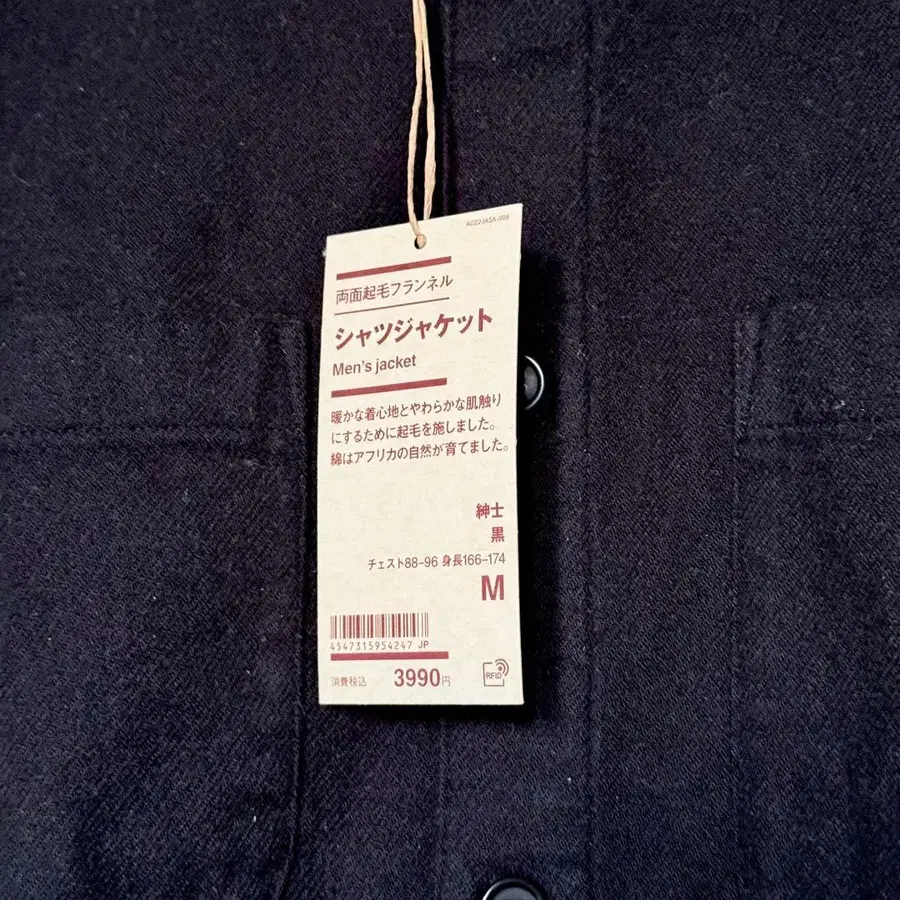 AC22JA5A-009
両面起毛フランネル
シャツジャケット
Men's jacket
暖かな着心地とやわらかな肌触り
にするために起毛を施しました。
綿はアフリカの自然が育てました。
紳士
黒
チェスト88-96 身長166-174
M
4547315954247 JP
消費税込 3990円
RFID